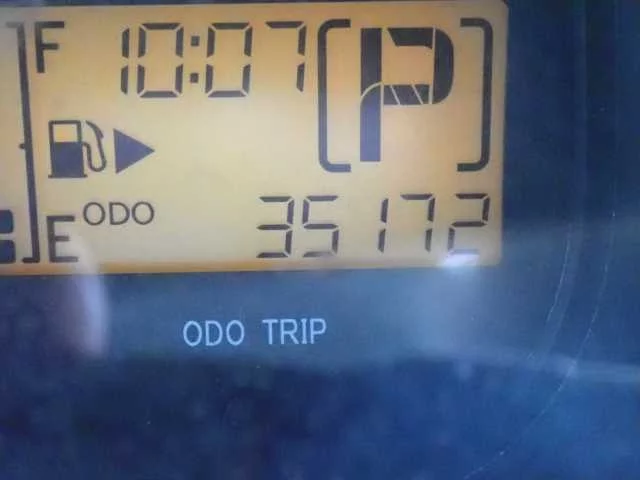 F 10:07 [P]
ODO
E 35172
ODO TRIP